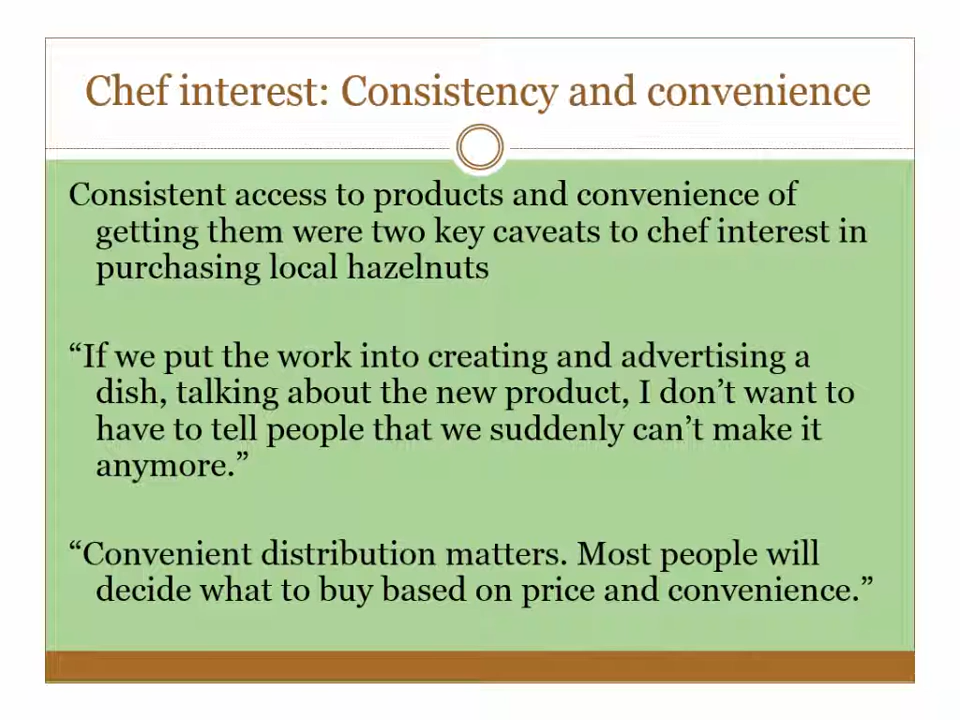 Chef interest: Consistency and convenience
Consistent access to products and convenience of
getting them were two key caveats to chef interest in
purchasing local hazelnuts
“If we put the work into creating and advertising a
dish, talking about the new product, I don’t want to
have to tell people that we suddenly can’t make it
anymore.”
“Convenient distribution matters. Most people will
decide what to buy based on price and convenience.”